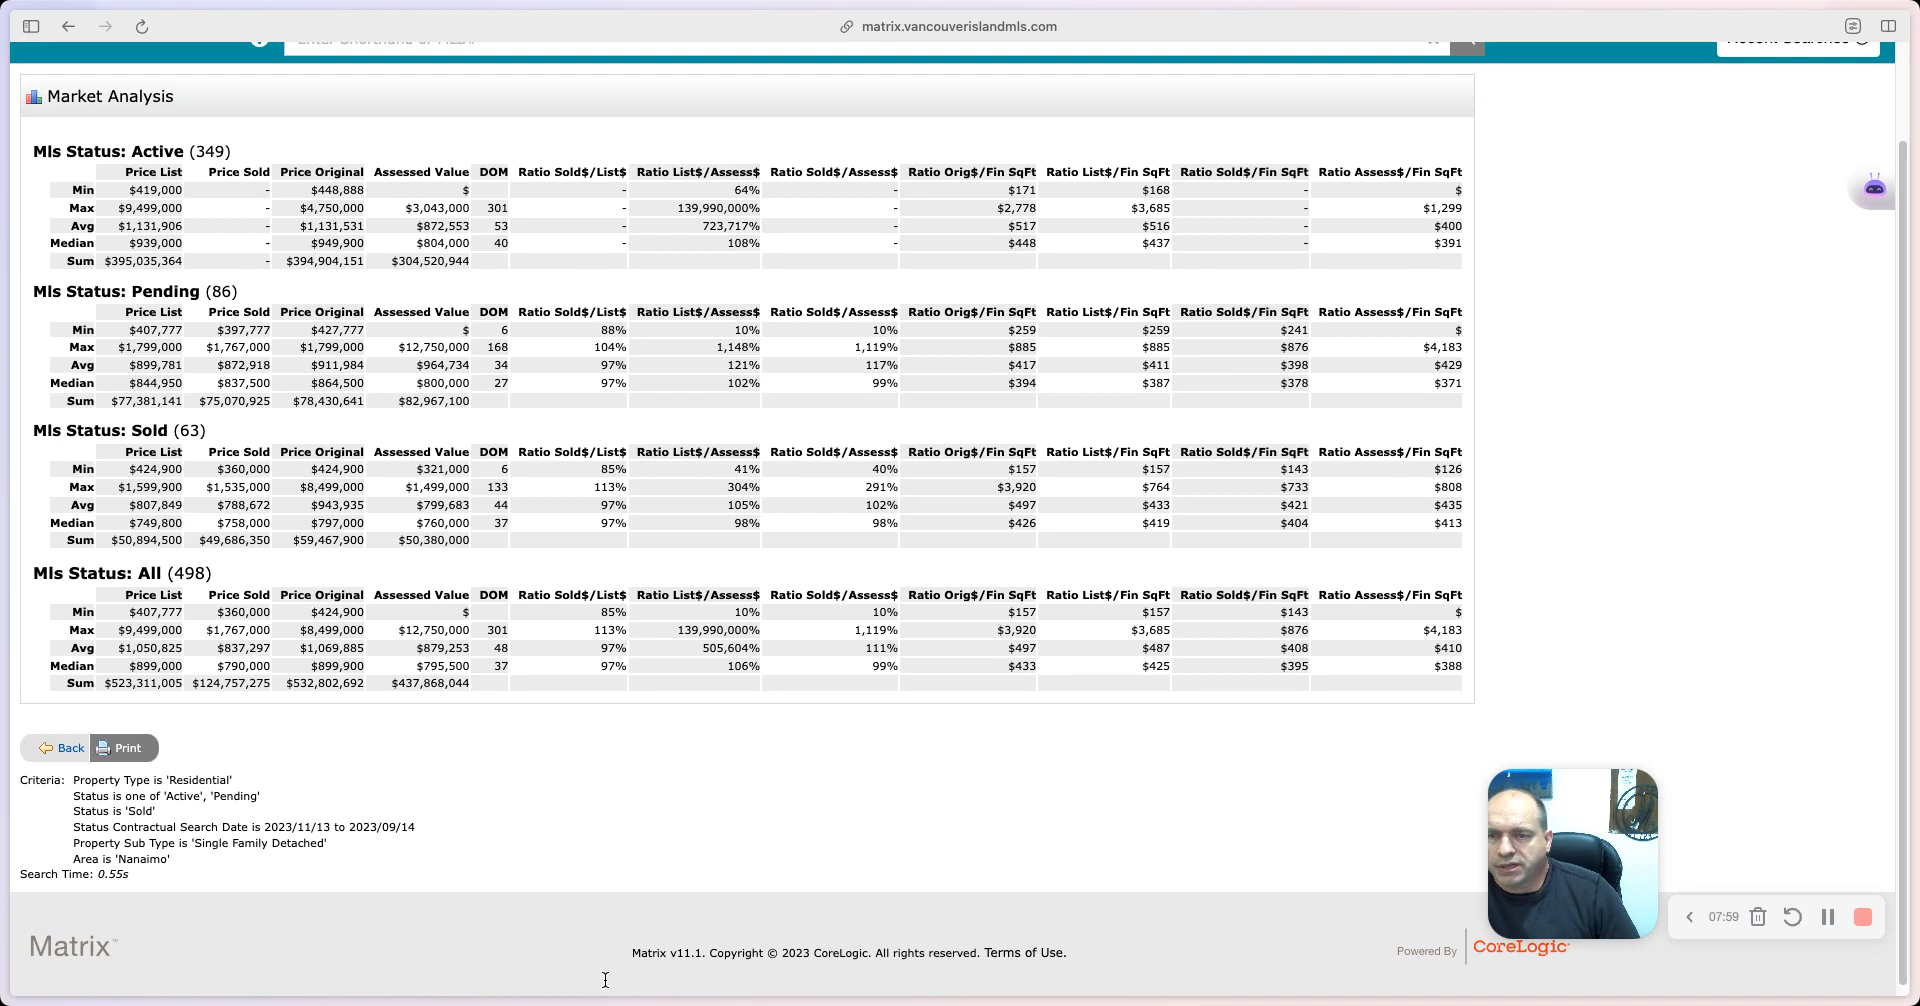 matrix.vancouverislandmls.com
Market Analysis
Mls Status: Active (349)
Price List Price Sold Price Original Assessed Value DOM Ratio Sold$/List$ Ratio List$/Assess$ Ratio Sold$/Assess$ Ratio Orig$/Fin SqFt Ratio List$/Fin SqFt Ratio Sold$/Fin SqFt Ratio Assess$/Fin SqFt
Min $419,000 - $448,888 $ - 64% - $171 $168 - $
Max $9,499,000 - $4,750,000 $3,043,000 301 - 139,990,000% - $2,778 $3,685 - $1,299
Avg $1,131,906 - $1,131,531 $872,553 53 - 723,717% - $517 $516 - $400
Median $939,000 - $949,900 $804,000 40 - 108% - $448 $437 - $391
Sum $395,035,364 - $394,904,151 $304,520,944
Mls Status: Pending (86)
Price List Price Sold Price Original Assessed Value DOM Ratio Sold$/List$ Ratio List$/Assess$ Ratio Sold$/Assess$ Ratio Orig$/Fin SqFt Ratio List$/Fin SqFt Ratio Sold$/Fin SqFt Ratio Assess$/Fin SqFt
Min $407,777 $397,777 $427,777 $ 6 88% 10% 10% $259 $259 $241 $
Max $1,799,000 $1,767,000 $1,799,000 $12,750,000 168 104% 1,148% 1,119% $885 $885 $876 $4,183
Avg $899,781 $872,918 $911,984 $964,734 34 97% 121% 117% $417 $411 $398 $429
Median $844,950 $837,500 $864,500 $800,000 27 97% 102% 99% $394 $387 $378 $371
Sum $77,381,141 $75,070,925 $78,430,641 $82,967,100
Mls Status: Sold (63)
Price List Price Sold Price Original Assessed Value DOM Ratio Sold$/List$ Ratio List$/Assess$ Ratio Sold$/Assess$ Ratio Orig$/Fin SqFt Ratio List$/Fin SqFt Ratio Sold$/Fin SqFt Ratio Assess$/Fin SqFt
Min $424,900 $360,000 $424,900 $321,000 6 85% 41% 40% $157 $157 $143 $126
Max $1,599,900 $1,535,000 $8,499,000 $1,499,000 133 113% 304% 291% $3,920 $764 $733 $808
Avg $807,849 $788,672 $943,935 $799,683 44 97% 105% 102% $497 $433 $421 $435
Median $749,800 $758,000 $797,000 $760,000 37 97% 98% 98% $426 $419 $404 $413
Sum $50,894,500 $49,686,350 $59,467,900 $50,380,000
Mls Status: All (498)
Price List Price Sold Price Original Assessed Value DOM Ratio Sold$/List$ Ratio List$/Assess$ Ratio Sold$/Assess$ Ratio Orig$/Fin SqFt Ratio List$/Fin SqFt Ratio Sold$/Fin SqFt Ratio Assess$/Fin SqFt
Min $407,777 $360,000 $424,900 $ 85% 10% 10% $157 $157 $143 $
Max $9,499,000 $1,767,000 $8,499,000 $12,750,000 301 113% 139,990,000% 1,119% $3,920 $3,685 $876 $4,183
Avg $1,050,825 $837,297 $1,069,885 $879,253 48 97% 505,604% 111% $497 $487 $408 $410
Median $899,000 $790,000 $899,900 $795,500 37 97% 106% 99% $433 $425 $395 $388
Sum $523,311,005 $124,757,275 $532,802,692 $437,868,044
Back Print
Criteria: Property Type is 'Residential'
Status is one of 'Active', 'Pending'
Status is 'Sold'
Status Contractual Search Date is 2023/11/13 to 2023/09/14
Property Sub Type is 'Single Family Detached'
Area is 'Nanaimo'
Search Time: 0.55s
07:59
Matrix™
Matrix v11.1. Copyright © 2023 CoreLogic. All rights reserved. Terms of Use.
Powered By CoreLogic